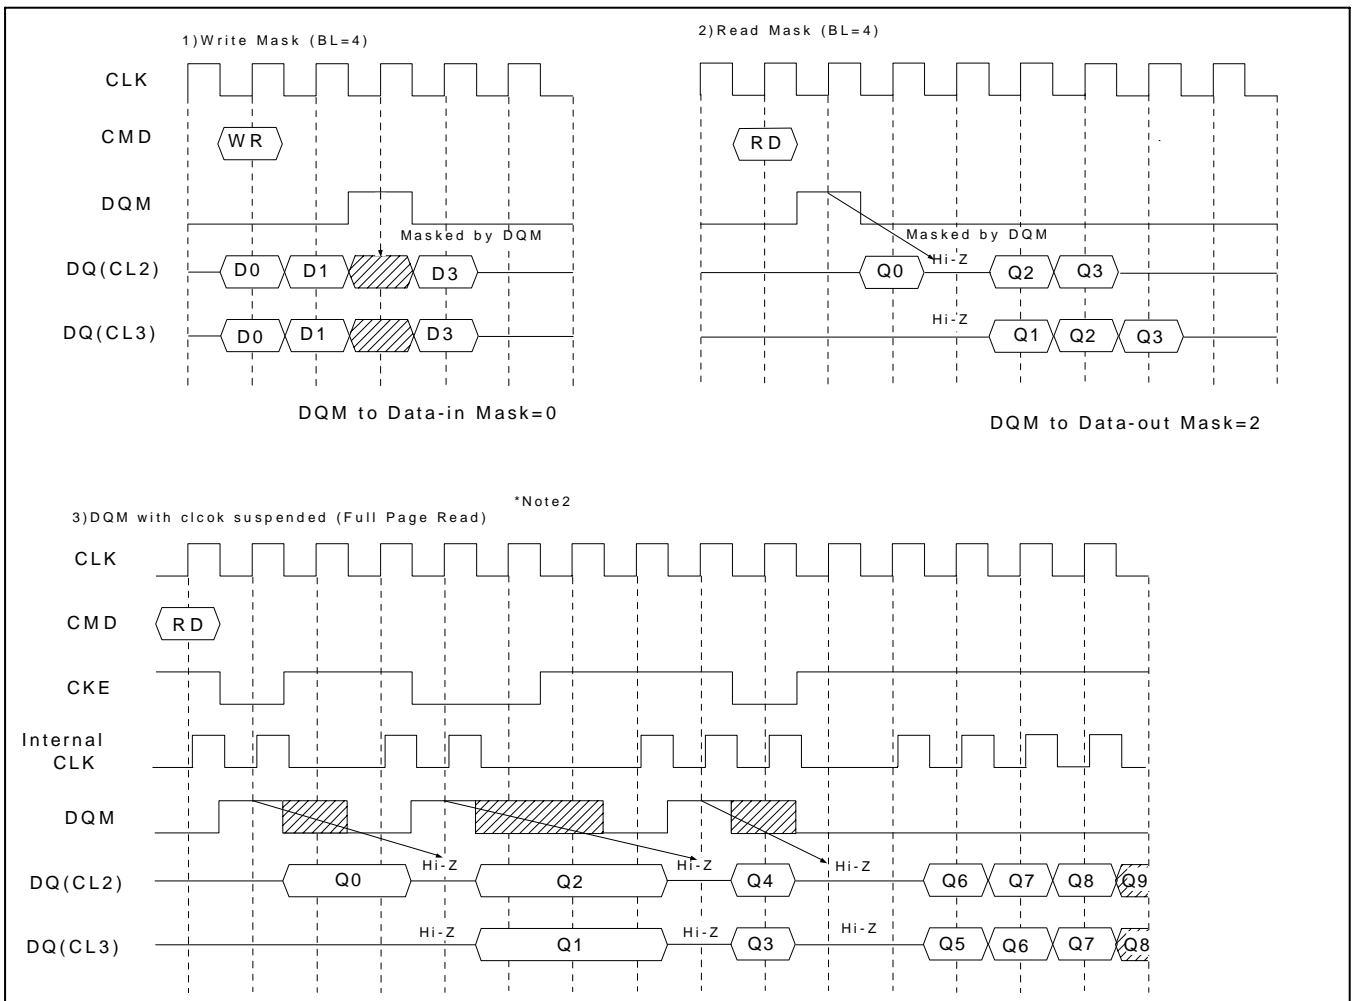 1)Write Mask (BL=4)
2)Read Mask (BL=4)
CLK
CMD
WR
RD
DQM
Masked by DQM
Masked by DQM
DQ(CL2)
D0
D1
D3
Q0
Hi-Z
Q2
Q3
DQ(CL3)
D0
D1
D3
Hi-Z
Q1
Q2
Q3
DQM to Data-in Mask=0
DQM to Data-out Mask=2
*Note2
3)DQM with clcok suspended (Full Page Read)
CLK
CMD
RD
CKE
Internal
CLK
DQM
DQ(CL2)
Q0
Hi-Z
Q2
Hi-Z
Q4
Hi-Z
Q6
Q7
Q8
Q9
DQ(CL3)
Hi-Z
Q1
Hi-Z
Q3
Hi-Z
Q5
Q6
Q7
Q8